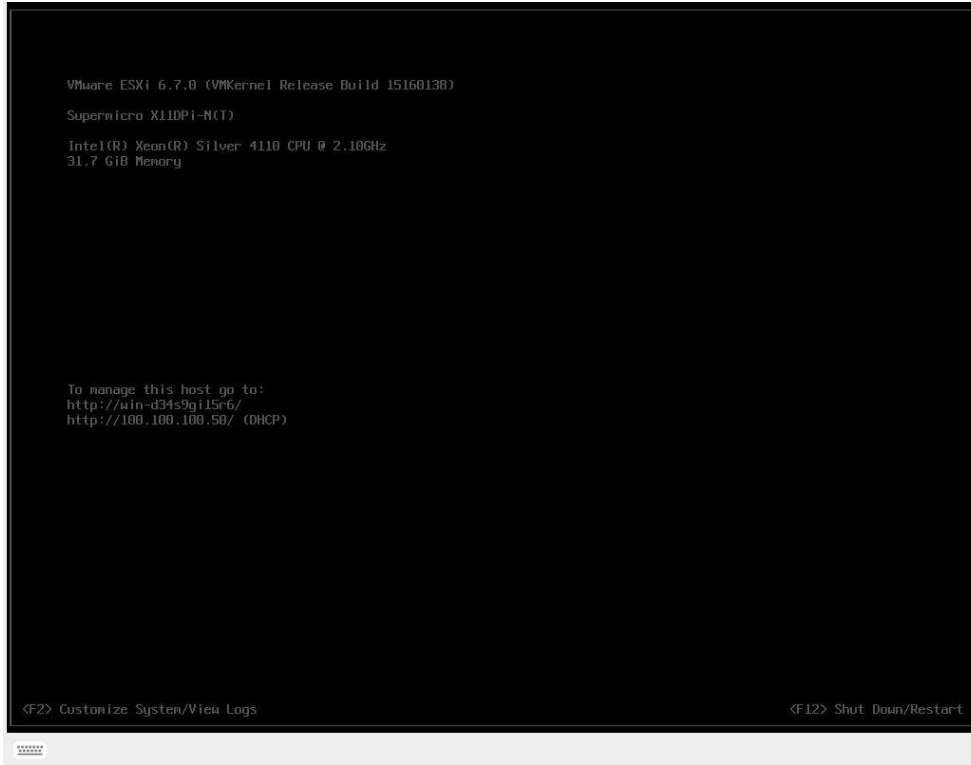 VMware ESXi 6.7.0 (VMKernel Release Build 15160138)
Supermicro X11DPi-N(T)
Intel(R) Xeon(R) Silver 4110 CPU @ 2.10GHz
31.7 GiB Memory
To manage this host go to:
http://win-d34s9gi15r6/
http://100.100.100.50/ (DHCP)
<F2> Customize System/View Logs
<F12> Shut Down/Restart